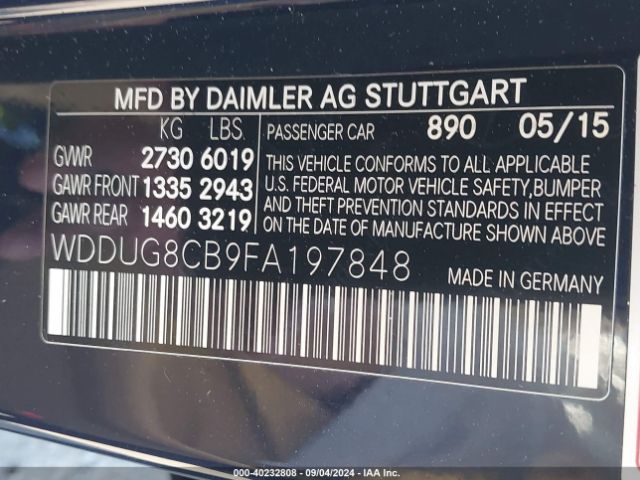 MFD BY DAIMLER AG STUTTGART
KG LBS.
GVWR 2730 6019
GAWR FRONT 1335 2943
GAWR REAR 1460 3219
PASSENGER CAR 890 05/15
THIS VEHICLE CONFORMS TO ALL APPLICABLE
U.S. FEDERAL MOTOR VEHICLE SAFETY, BUMPER
AND THEFT PREVENTION STANDARDS IN EFFECT
ON THE DATE OF MANUFACTURE SHOWN ABOVE.
WDDUG8CB9FA197848
MADE IN GERMANY
000-40232808 - 09/04/2024 - IAA Inc.